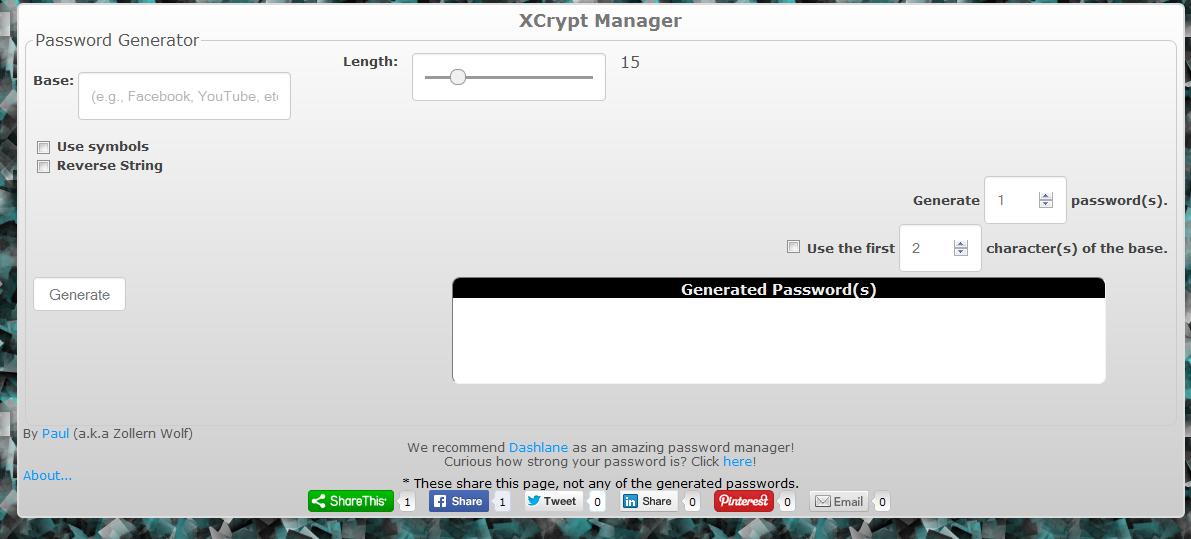 XCrypt Manager
Password Generator
Base: (e.g., Facebook, YouTube, etc
Length: 15
Use symbols
Reverse String
Generate 1 password(s).
Use the first 2 character(s) of the base.
Generate
Generated Password(s)
By Paul (a.k.a Zollern Wolf)
We recommend Dashlane as an amazing password manager!
Curious how strong your password is? Click here!
About...
* These share this page, not any of the generated passwords.
ShareThis 1 Share 1 Tweet 0 Share 0 Pinterest 0 Email 0